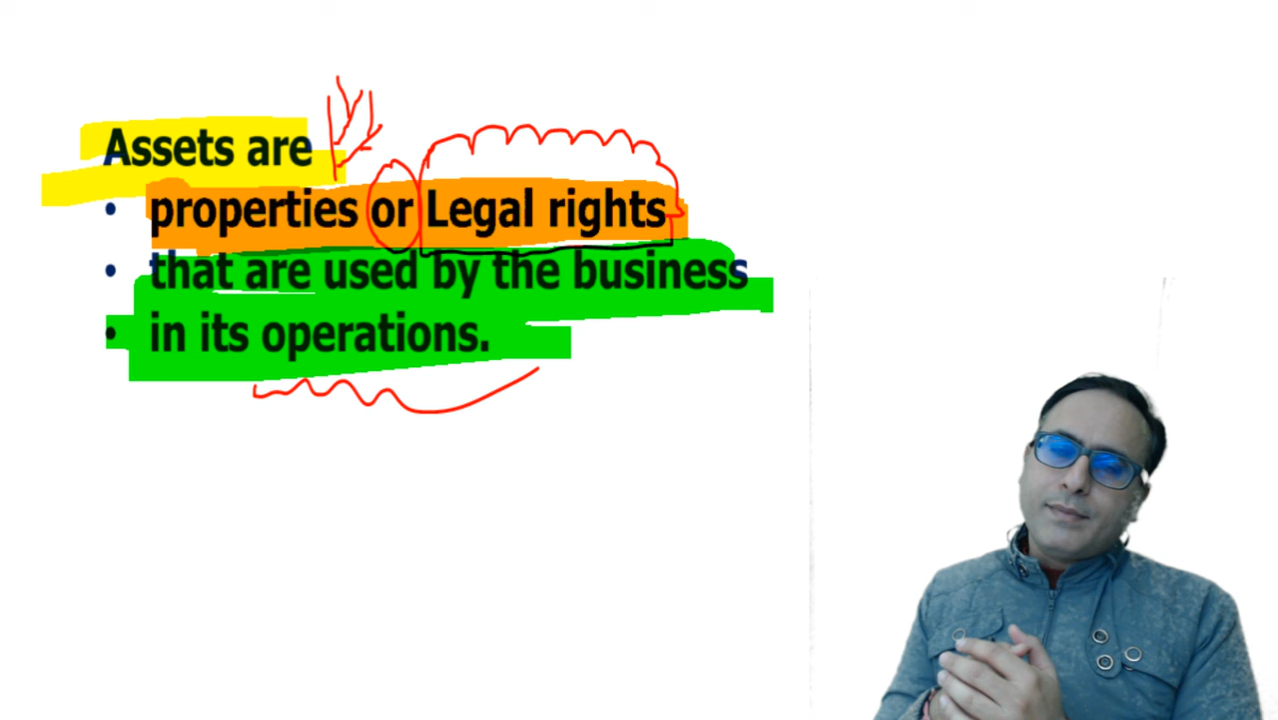 Assets are
• properties or Legal rights
• that are used by the business
• in its operations.